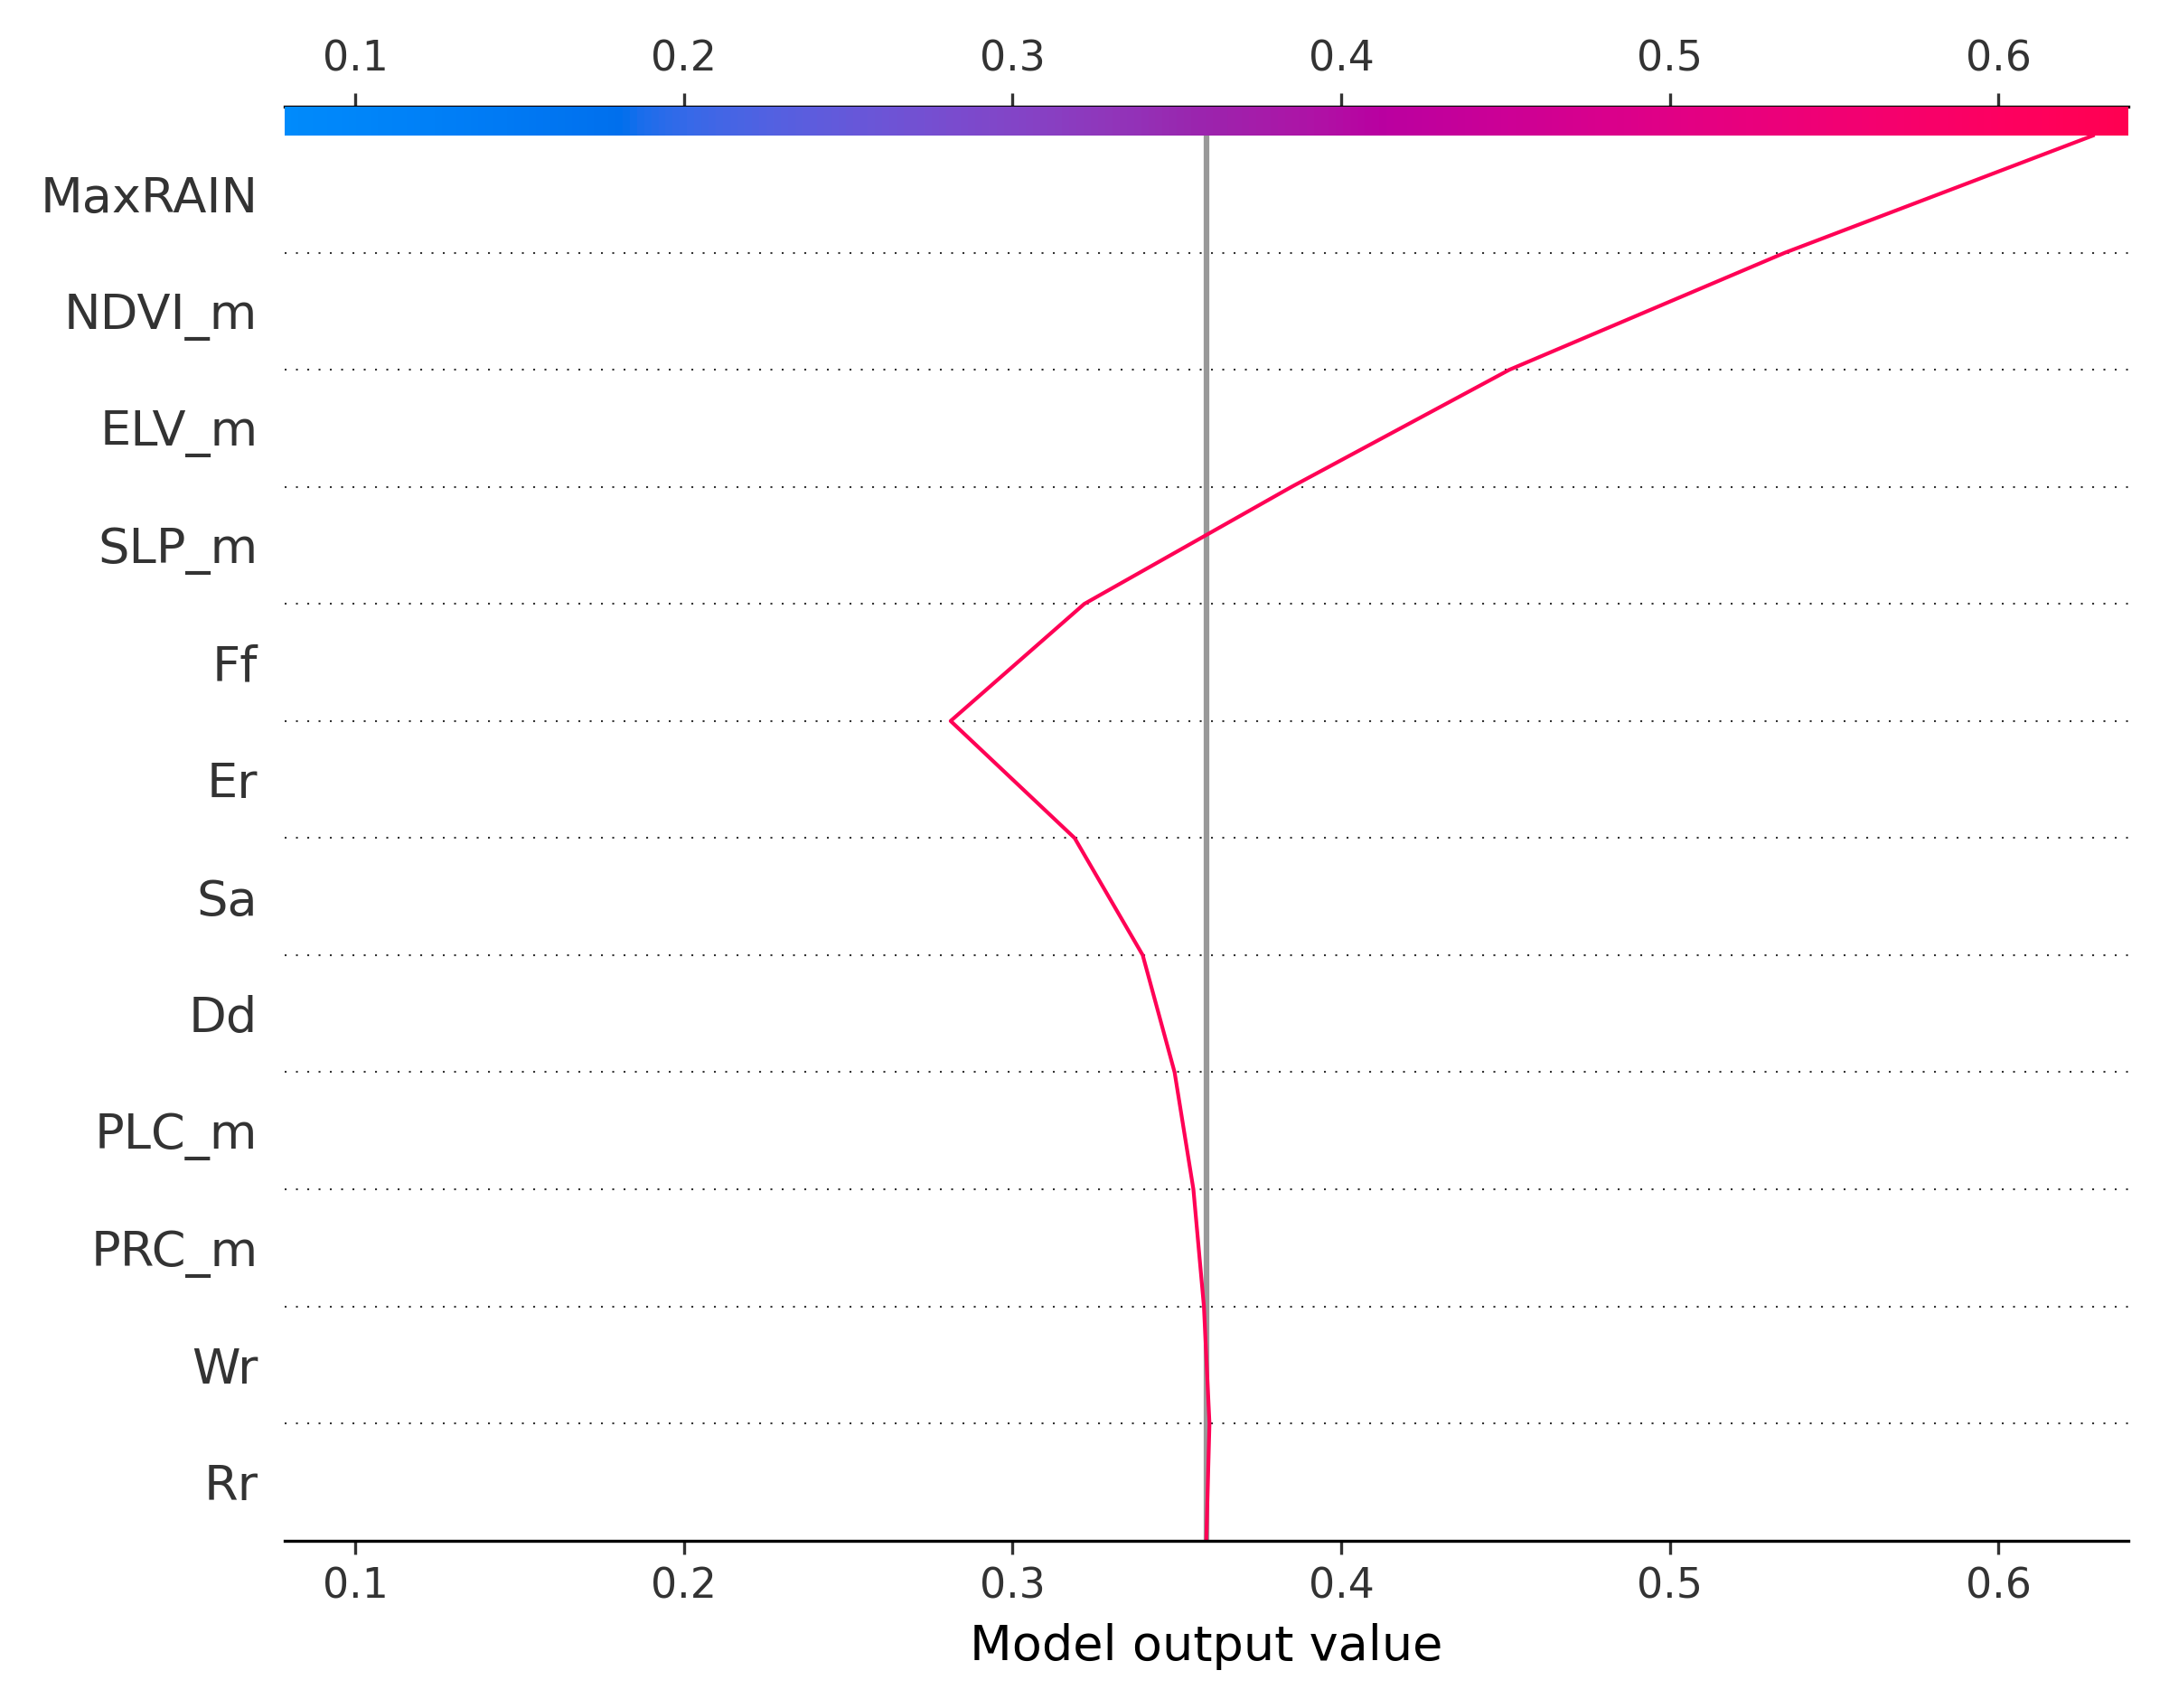 0.1 0.2 0.3 0.4 0.5 0.6
MaxRAIN
NDVI_m
ELV_m
SLP_m
Ff
Er
Sa
Dd
PLC_m
PRC_m
Wr
Rr
0.1 0.2 0.3 0.4 0.5 0.6
Model output value